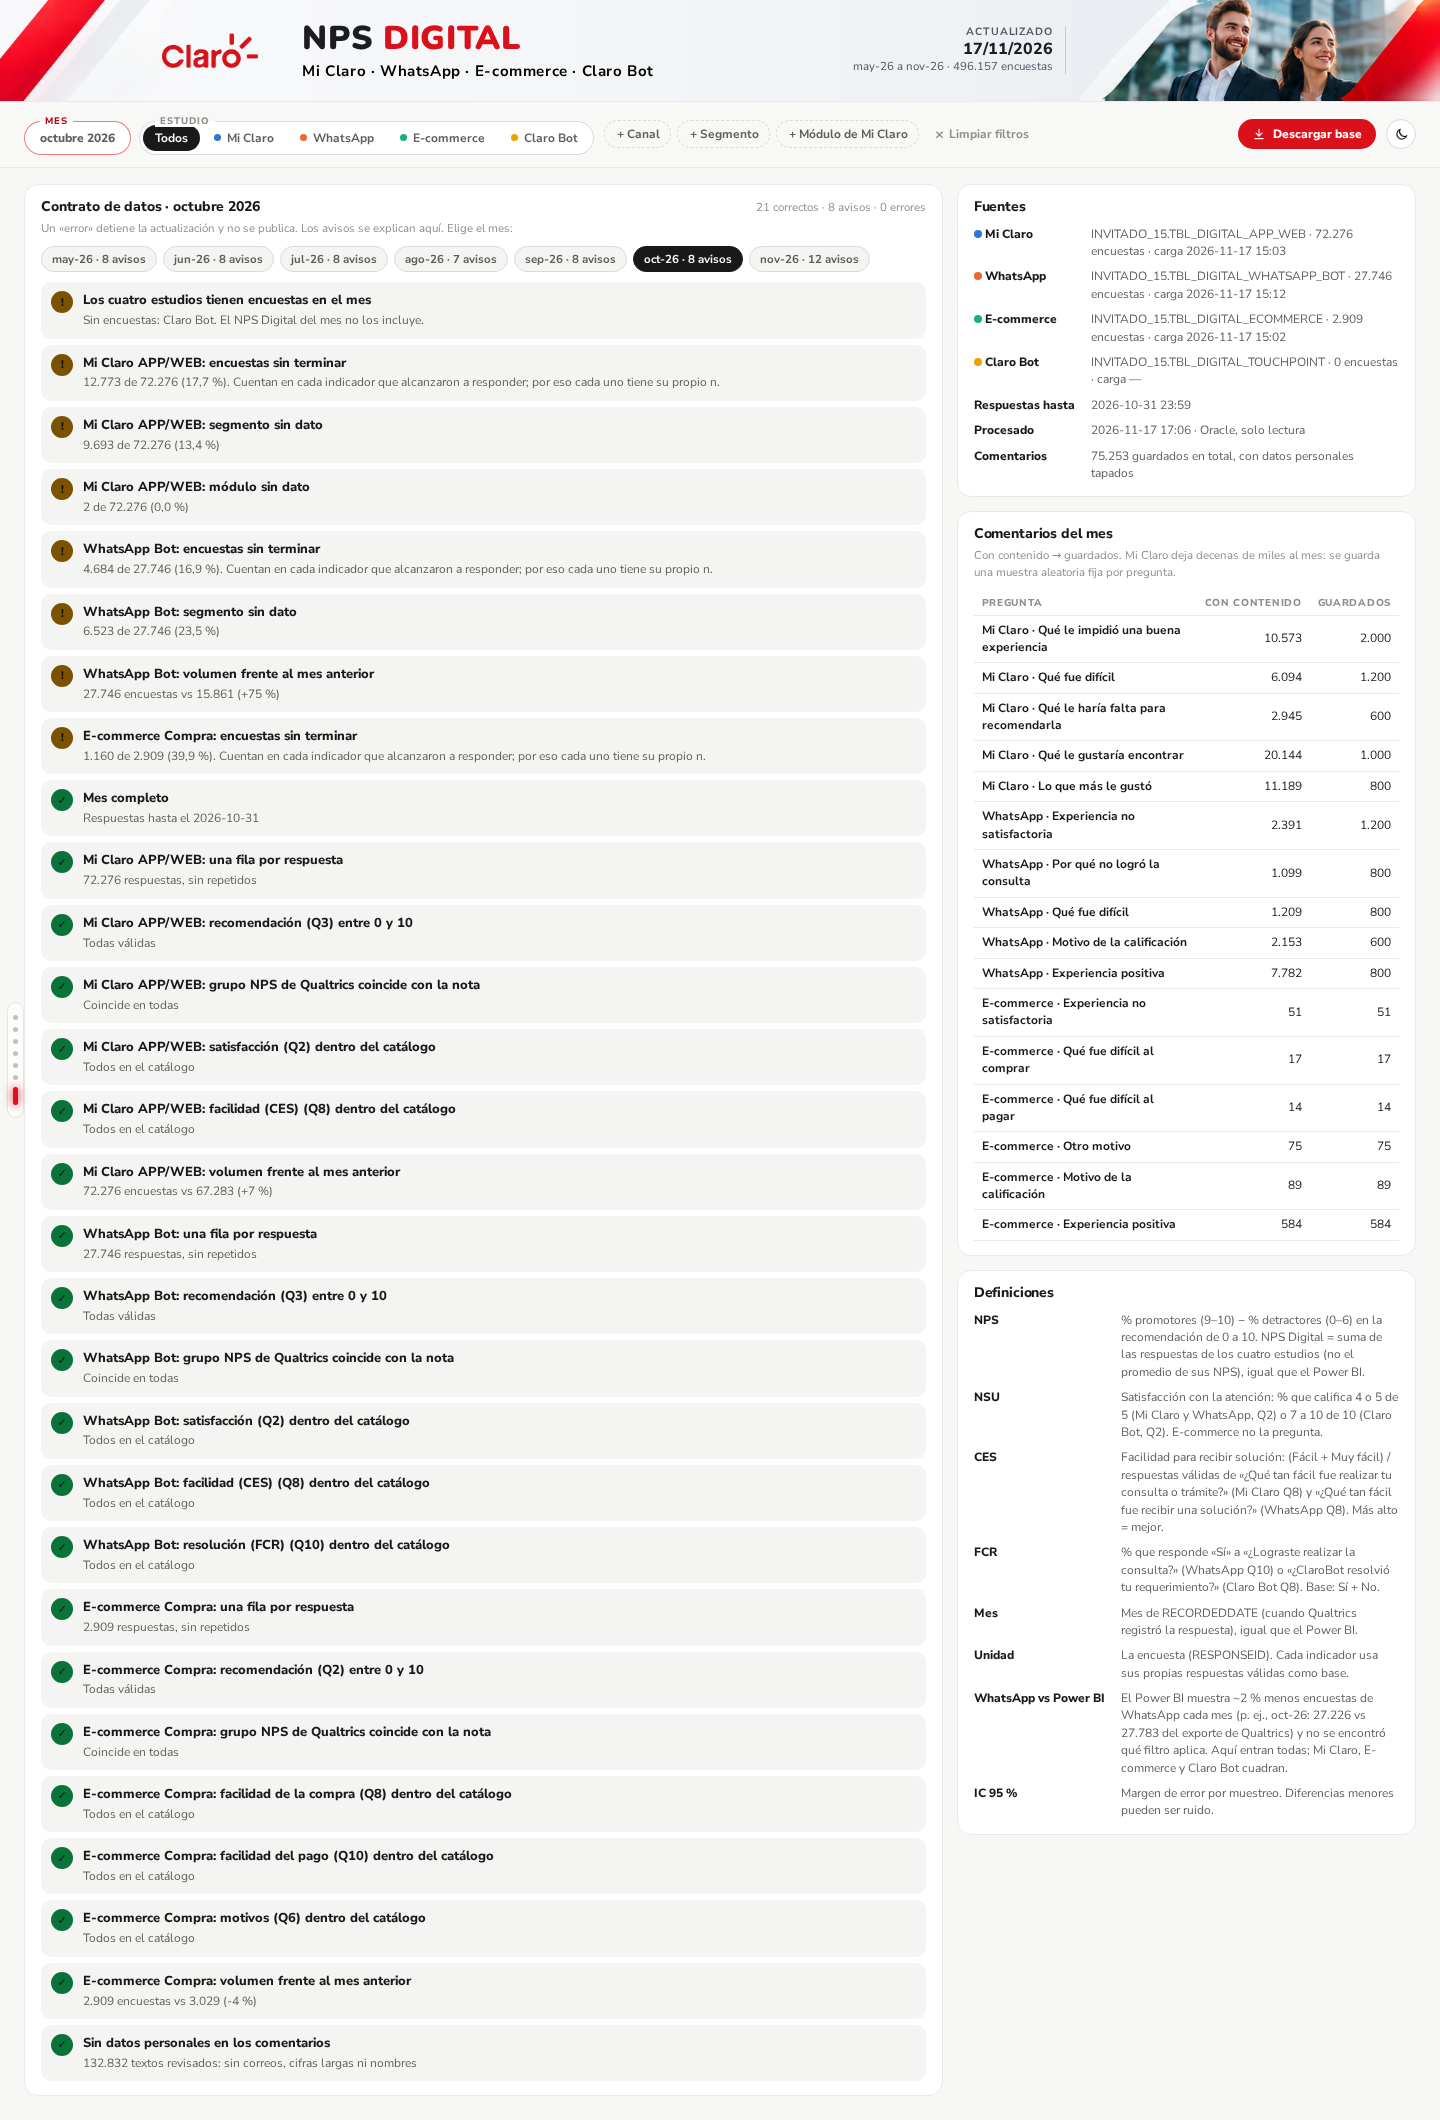 Claro
NPS DIGITAL
Mi Claro · WhatsApp · E-commerce · Claro Bot
ACTUALIZADO
17/11/2026
may-26 a nov-26 · 496.157 encuestas
MES
octubre 2026
ESTUDIO
Todos
Mi Claro
WhatsApp
E-commerce
Claro Bot
+ Canal
+ Segmento
+ Módulo de Mi Claro
× Limpiar filtros
Descargar base
Contrato de datos · octubre 2026
21 correctos · 8 avisos · 0 errores
Un «error» detiene la actualización y no se publica. Los avisos se explican aquí. Elige el mes:
may-26 · 8 avisos
jun-26 · 8 avisos
jul-26 · 8 avisos
ago-26 · 7 avisos
sep-26 · 8 avisos
oct-26 · 8 avisos
nov-26 · 12 avisos
! Los cuatro estudios tienen encuestas en el mes
Sin encuestas: Claro Bot. El NPS Digital del mes no los incluye.
! Mi Claro APP/WEB: encuestas sin terminar
12.773 de 72.276 (17,7 %). Cuentan en cada indicador que alcanzaron a responder; por eso cada uno tiene su propio n.
! Mi Claro APP/WEB: segmento sin dato
9.693 de 72.276 (13,4 %)
! Mi Claro APP/WEB: módulo sin dato
2 de 72.276 (0,0 %)
! WhatsApp Bot: encuestas sin terminar
4.684 de 27.746 (16,9 %). Cuentan en cada indicador que alcanzaron a responder; por eso cada uno tiene su propio n.
! WhatsApp Bot: segmento sin dato
6.523 de 27.746 (23,5 %)
! WhatsApp Bot: volumen frente al mes anterior
27.746 encuestas vs 15.861 (+75 %)
! E-commerce Compra: encuestas sin terminar
1.160 de 2.909 (39,9 %). Cuentan en cada indicador que alcanzaron a responder; por eso cada uno tiene su propio n.
✓ Mes completo
Respuestas hasta el 2026-10-31
✓ Mi Claro APP/WEB: una fila por respuesta
72.276 respuestas, sin repetidos
✓ Mi Claro APP/WEB: recomendación (Q3) entre 0 y 10
Todas válidas
✓ Mi Claro APP/WEB: grupo NPS de Qualtrics coincide con la nota
Coincide en todas
✓ Mi Claro APP/WEB: satisfacción (Q2) dentro del catálogo
Todos en el catálogo
✓ Mi Claro APP/WEB: facilidad (CES) (Q8) dentro del catálogo
Todos en el catálogo
✓ Mi Claro APP/WEB: volumen frente al mes anterior
72.276 encuestas vs 67.283 (+7 %)
✓ WhatsApp Bot: una fila por respuesta
27.746 respuestas, sin repetidos
✓ WhatsApp Bot: recomendación (Q3) entre 0 y 10
Todas válidas
✓ WhatsApp Bot: grupo NPS de Qualtrics coincide con la nota
Coincide en todas
✓ WhatsApp Bot: satisfacción (Q2) dentro del catálogo
Todos en el catálogo
✓ WhatsApp Bot: facilidad (CES) (Q8) dentro del catálogo
Todos en el catálogo
✓ WhatsApp Bot: resolución (FCR) (Q10) dentro del catálogo
Todos en el catálogo
✓ E-commerce Compra: una fila por respuesta
2.909 respuestas, sin repetidos
✓ E-commerce Compra: recomendación (Q2) entre 0 y 10
Todas válidas
✓ E-commerce Compra: grupo NPS de Qualtrics coincide con la nota
Coincide en todas
✓ E-commerce Compra: facilidad de la compra (Q8) dentro del catálogo
Todos en el catálogo
✓ E-commerce Compra: facilidad del pago (Q10) dentro del catálogo
Todos en el catálogo
✓ E-commerce Compra: motivos (Q6) dentro del catálogo
Todos en el catálogo
✓ E-commerce Compra: volumen frente al mes anterior
2.909 encuestas vs 3.029 (-4 %)
✓ Sin datos personales en los comentarios
132.832 textos revisados: sin correos, cifras largas ni nombres
Fuentes
Mi Claro INVITADO_15.TBL_DIGITAL_APP_WEB · 72.276
encuestas · carga 2026-11-17 15:03
WhatsApp INVITADO_15.TBL_DIGITAL_WHATSAPP_BOT · 27.746
encuestas · carga 2026-11-17 15:12
E-commerce INVITADO_15.TBL_DIGITAL_ECOMMERCE · 2.909
encuestas · carga 2026-11-17 15:02
Claro Bot INVITADO_15.TBL_DIGITAL_TOUCHPOINT · 0 encuestas
· carga —
Respuestas hasta 2026-10-31 23:59
Procesado 2026-11-17 17:06 · Oracle, solo lectura
Comentarios 75.253 guardados en total, con datos personales
tapados
Comentarios del mes
Con contenido → guardados. Mi Claro deja decenas de miles al mes: se guarda
una muestra aleatoria fija por pregunta.
PREGUNTA CON CONTENIDO GUARDADOS
Mi Claro · Qué le impidió una buena
experiencia 10.573 2.000
Mi Claro · Qué fue difícil 6.094 1.200
Mi Claro · Qué le haría falta para
recomendarla 2.945 600
Mi Claro · Qué le gustaría encontrar 20.144 1.000
Mi Claro · Lo que más le gustó 11.189 800
WhatsApp · Experiencia no
satisfactoria 2.391 1.200
WhatsApp · Por qué no logró la
consulta 1.099 800
WhatsApp · Qué fue difícil 1.209 800
WhatsApp · Motivo de la calificación 2.153 600
WhatsApp · Experiencia positiva 7.782 800
E-commerce · Experiencia no
satisfactoria 51 51
E-commerce · Qué fue difícil al
comprar 17 17
E-commerce · Qué fue difícil al
pagar 14 14
E-commerce · Otro motivo 75 75
E-commerce · Motivo de la
calificación 89 89
E-commerce · Experiencia positiva 584 584
Definiciones
NPS % promotores (9–10) − % detractores (0–6) en la
recomendación de 0 a 10. NPS Digital = suma de
las respuestas de los cuatro estudios (no el
promedio de sus NPS), igual que el Power BI.
NSU Satisfacción con la atención: % que califica 4 o 5 de
5 (Mi Claro y WhatsApp, Q2) o 7 a 10 de 10 (Claro
Bot, Q2). E-commerce no la pregunta.
CES Facilidad para recibir solución: (Fácil + Muy fácil) /
respuestas válidas de «¿Qué tan fácil fue realizar tu
consulta o trámite?» (Mi Claro Q8) y «¿Qué tan fácil
fue recibir una solución?» (WhatsApp Q8). Más alto
= mejor.
FCR % que responde «Sí» a «¿Lograste realizar la
consulta?» (WhatsApp Q10) o «¿ClaroBot resolvió
tu requerimiento?» (Claro Bot Q8). Base: Sí + No.
Mes Mes de RECORDEDDATE (cuando Qualtrics
registró la respuesta), igual que el Power BI.
Unidad La encuesta (RESPONSEID). Cada indicador usa
sus propias respuestas válidas como base.
WhatsApp vs Power BI El Power BI muestra ~2 % menos encuestas de
WhatsApp cada mes (p. ej., oct-26: 27.226 vs
27.783 del exporte de Qualtrics) y no se encontró
qué filtro aplica. Aquí entran todas; Mi Claro, E-
commerce y Claro Bot cuadran.
IC 95 % Margen de error por muestreo. Diferencias menores
pueden ser ruido.